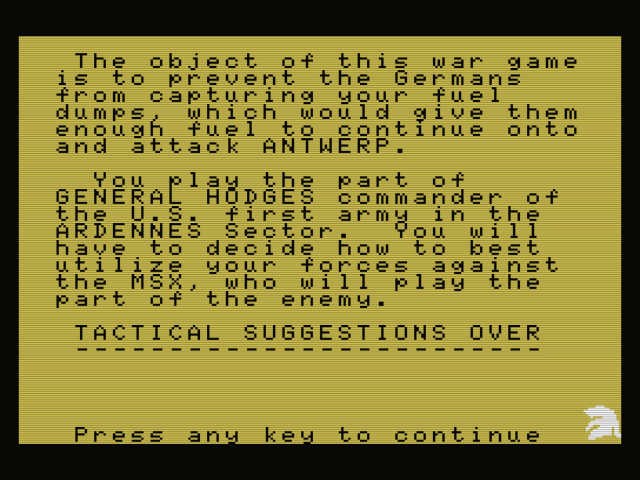 The object of this war game
is to prevent the Germans
from capturing your fuel
dumps, which would give them
enough fuel to continue onto
and attack ANTWERP.
You play the part of
GENERAL HODGES commander of
the U.S. first army in the
ARDENNES Sector. You will
have to decide how to best
utilize your forces against
the MSX, who will play the
part of the enemy.
TACTICAL SUGGESTIONS OVER
-------------------------
Press any key to continue